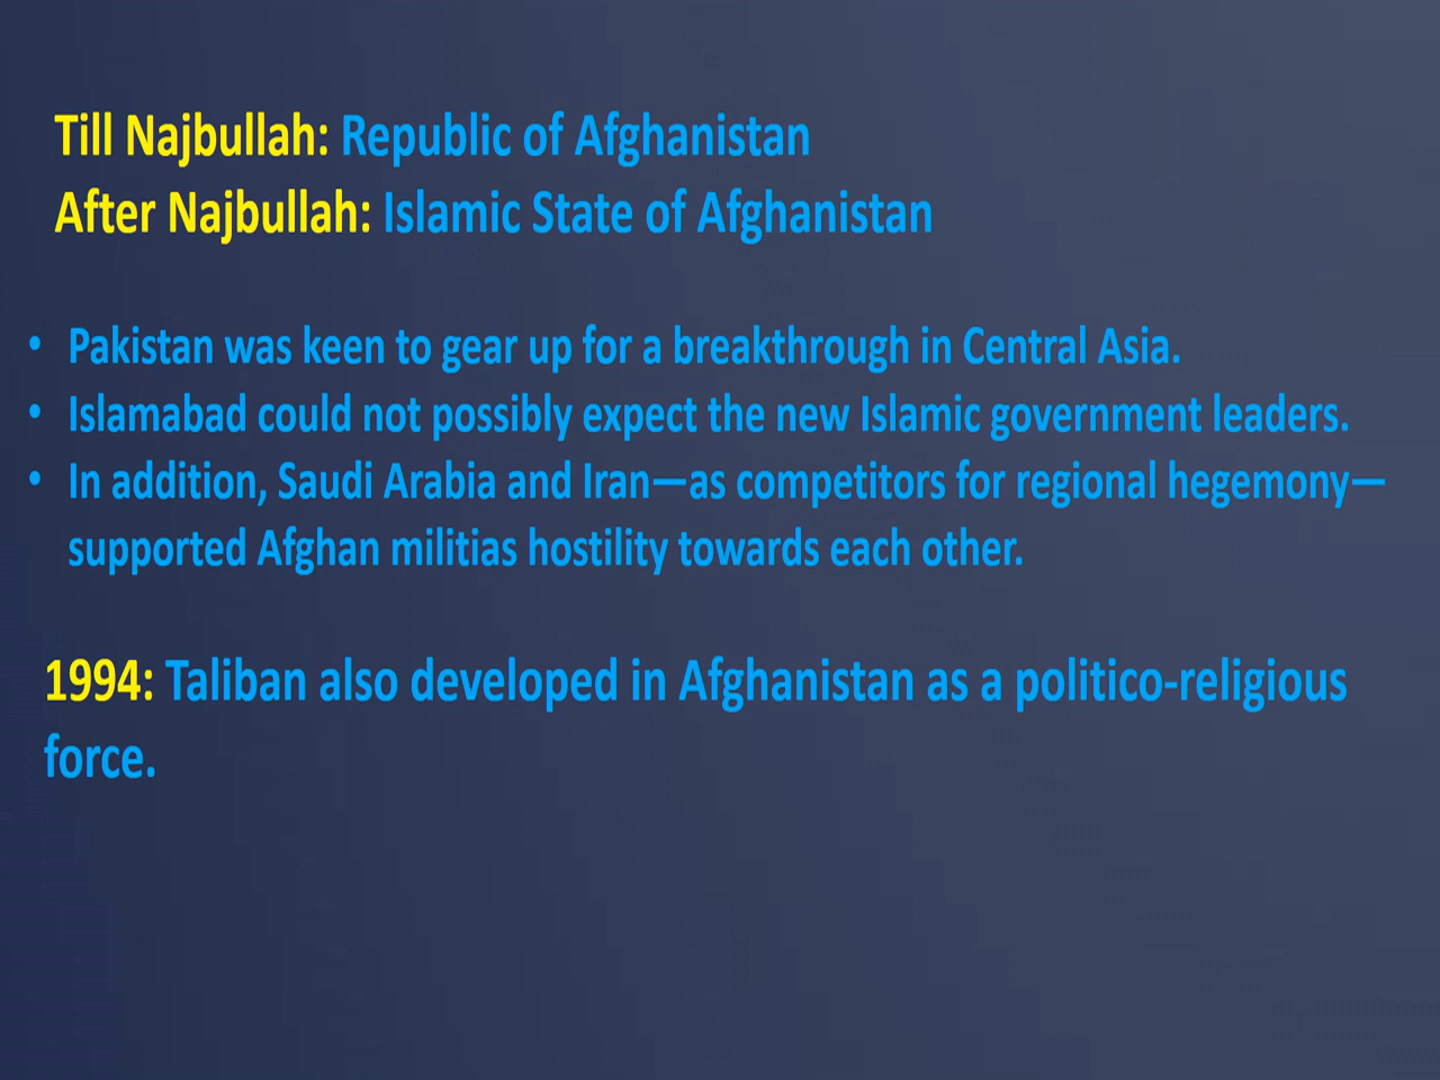 Till Najbullah: Republic of Afghanistan
After Najbullah: Islamic State of Afghanistan
• Pakistan was keen to gear up for a breakthrough in Central Asia.
• Islamabad could not possibly expect the new Islamic government leaders.
• In addition, Saudi Arabia and Iran—as competitors for regional hegemony—
supported Afghan militias hostility towards each other.
1994: Taliban also developed in Afghanistan as a politico-religious
force.